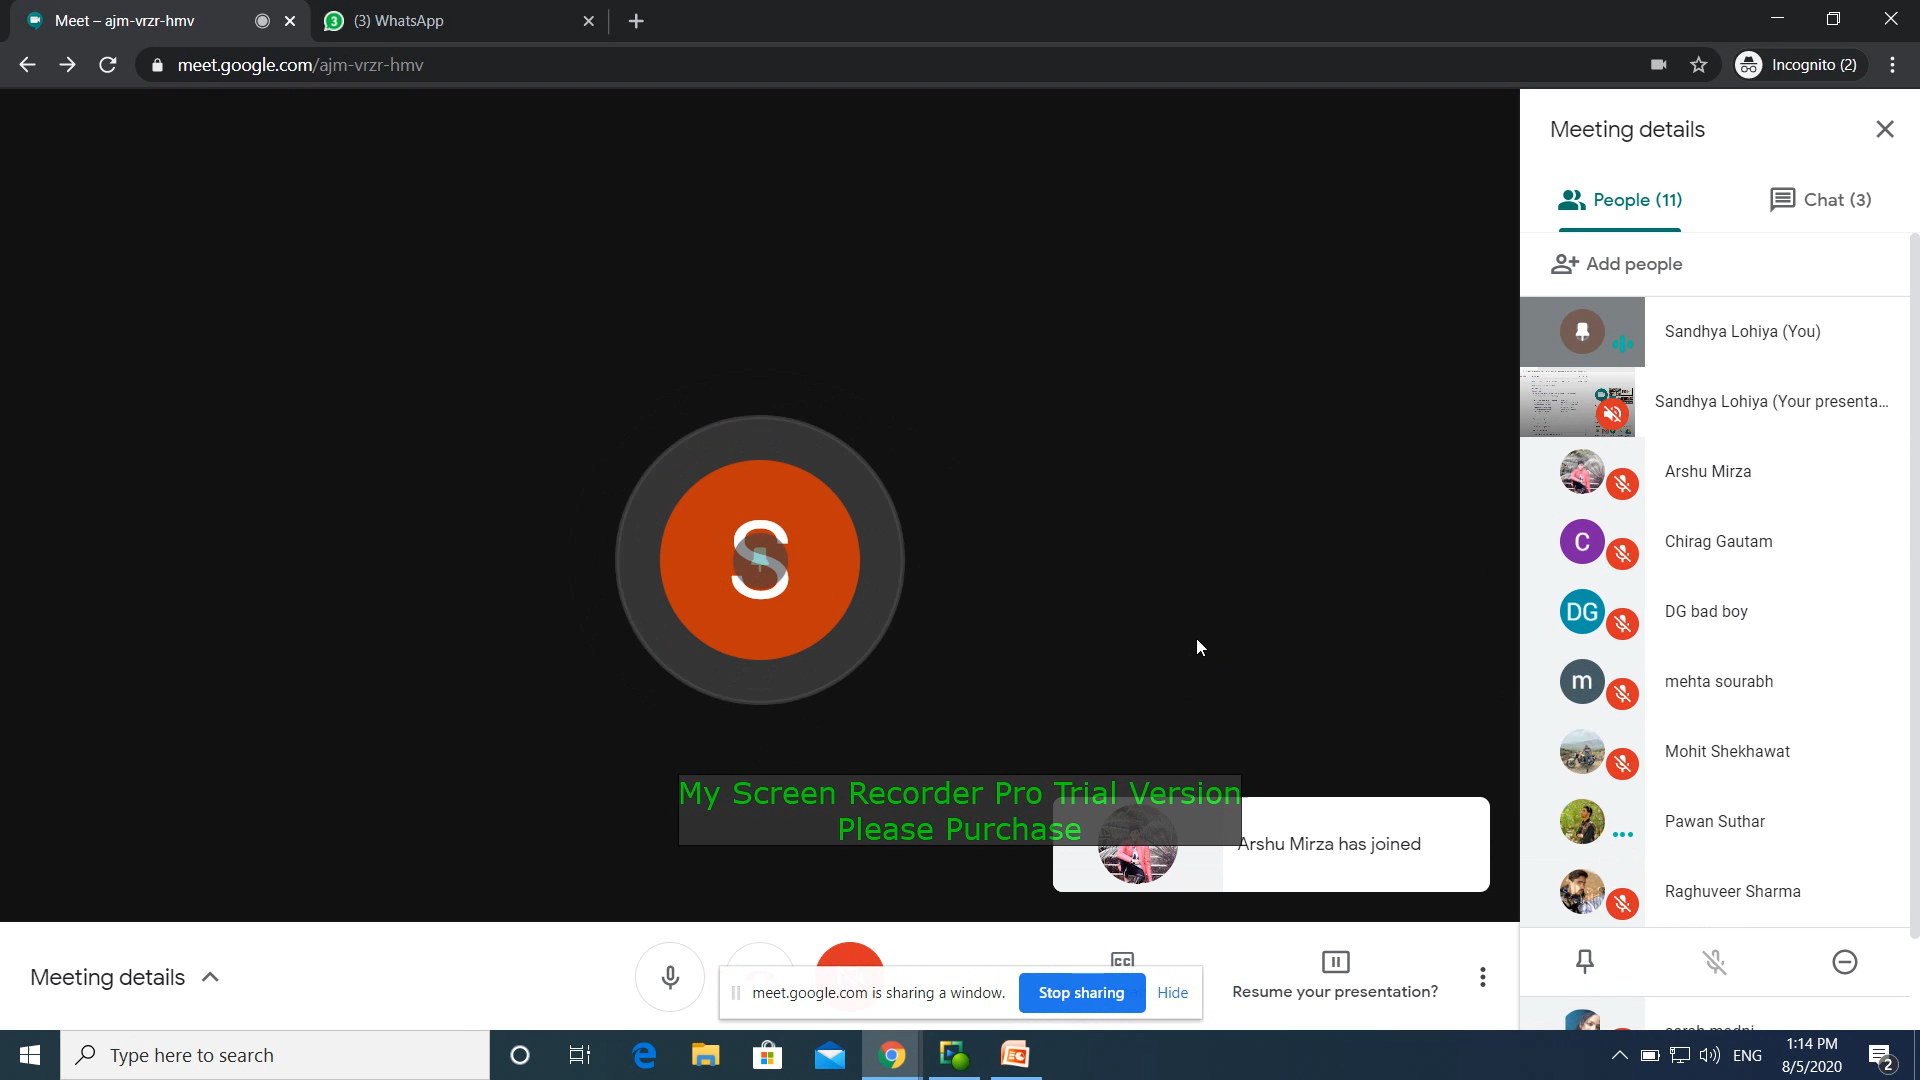 Meet – ajm-vrzr-hmv
3
(3) WhatsApp
meet.google.com/ajm-vrzr-hmv
Incognito (2)
Meeting details
People (11)
Chat (3)
Add people
Sandhya Lohiya (You)
Sandhya Lohiya (Your presenta...
Arshu Mirza
C
Chirag Gautam
DG
DG bad boy
m
mehta sourabh
Mohit Shekhawat
Pawan Suthar
Raghuveer Sharma
S
My Screen Recorder Pro Trial Version
Please Purchase
Arshu Mirza has joined
Meeting details
CC
meet.google.com is sharing a window.
Stop sharing
Hide
Resume your presentation?
Type here to search
ENG
1:14 PM
8/5/2020
2